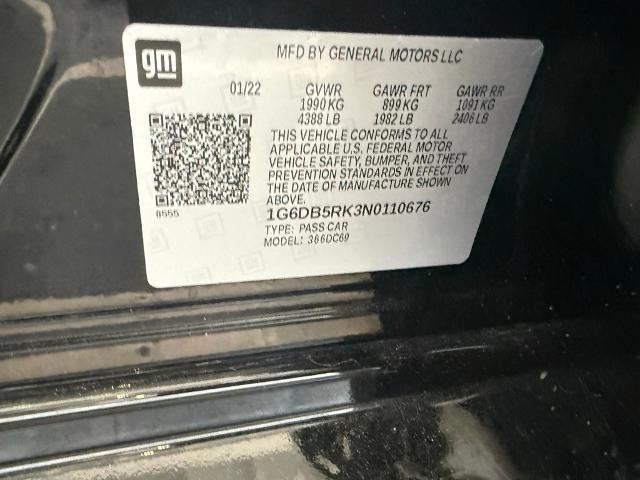 gm
MFD BY GENERAL MOTORS LLC
01/22 GVWR GAWR FRT GAWR RR
1990 KG 899 KG 1091 KG
4388 LB 1982 LB 2406 LB
THIS VEHICLE CONFORMS TO ALL
APPLICABLE U.S. FEDERAL MOTOR
VEHICLE SAFETY, BUMPER, AND THEFT
PREVENTION STANDARDS IN EFFECT ON
THE DATE OF MANUFACTURE SHOWN
ABOVE.
8555
1G6DB5RK3N0110676
TYPE: PASS CAR
MODEL: 366DC69